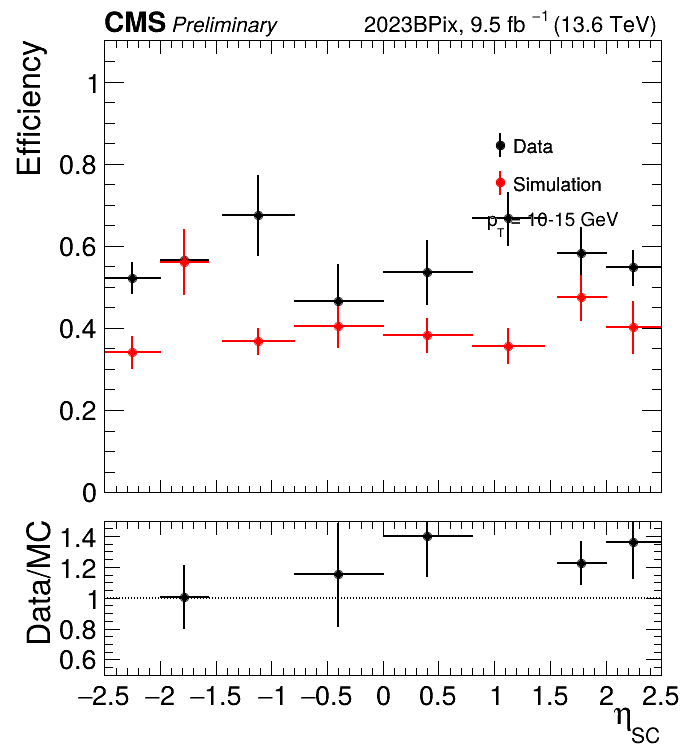 CMS Preliminary 2023BPix, 9.5 fb⁻¹ (13.6 TeV)
Efficiency
1
0.8
0.6
0.4
0.2
0
Data
Simulation
p_T = 10-15 GeV
Data/MC
1.4
1.2
1
0.8
0.6
−2.5 −2 −1.5 −1 −0.5 0 0.5 1 1.5 2 2.5
η_SC